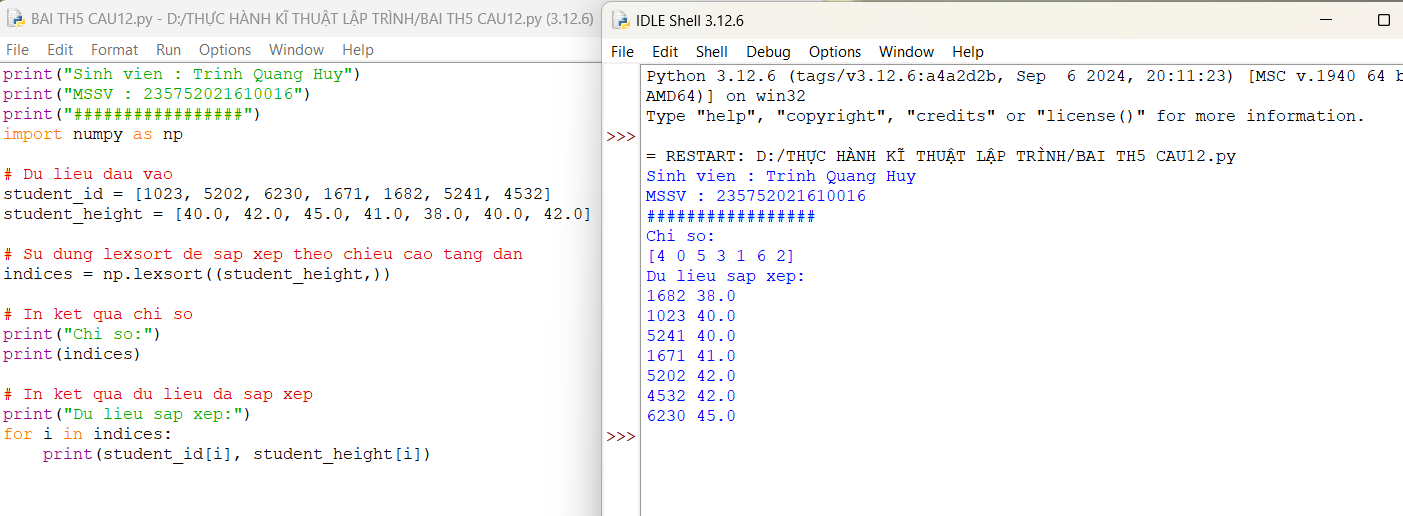 BAI TH5 CAU12.py - D:/THỰC HÀNH KĨ THUẬT LẬP TRÌNH/BAI TH5 CAU12.py (3.12.6)
File Edit Format Run Options Window Help
print("Sinh vien : Trinh Quang Huy")
print("MSSV : 235752021610016")
print("#################")
import numpy as np
# Du lieu dau vao
student_id = [1023, 5202, 6230, 1671, 1682, 5241, 4532]
student_height = [40.0, 42.0, 45.0, 41.0, 38.0, 40.0, 42.0]
# Su dung lexsort de sap xep theo chieu cao tang dan
indices = np.lexsort((student_height,))
# In ket qua chi so
print("Chi so:")
print(indices)
# In ket qua du lieu da sap xep
print("Du lieu sap xep:")
for i in indices:
    print(student_id[i], student_height[i])
IDLE Shell 3.12.6
File Edit Shell Debug Options Window Help
Python 3.12.6 (tags/v3.12.6:a4a2d2b, Sep  6 2024, 20:11:23) [MSC v.1940 64 b
AMD64)] on win32
Type "help", "copyright", "credits" or "license()" for more information.
>>>
= RESTART: D:/THỰC HÀNH KĨ THUẬT LẬP TRÌNH/BAI TH5 CAU12.py
Sinh vien : Trinh Quang Huy
MSSV : 235752021610016
#################
Chi so:
[4 0 5 3 1 6 2]
Du lieu sap xep:
1682 38.0
1023 40.0
5241 40.0
1671 41.0
5202 42.0
4532 42.0
6230 45.0
>>>